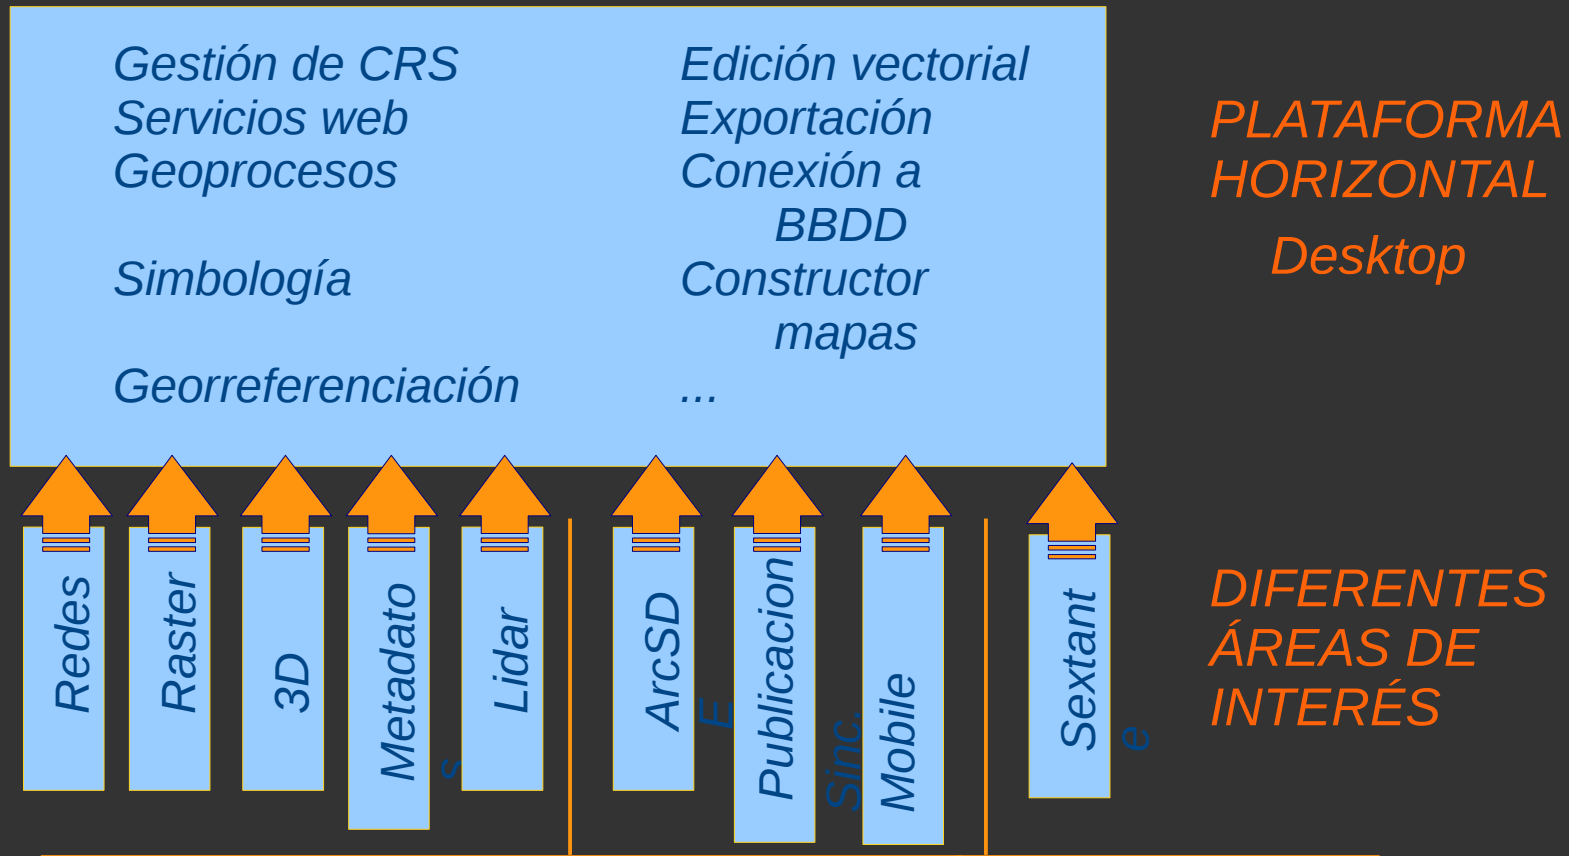 Gestión de CRS
Servicios web
Geoprocesos
Simbología
Georreferenciación
Edición vectorial
Exportación
Conexión a
BBDD
Constructor
mapas
...
PLATAFORMA
HORIZONTAL
Desktop
Redes
Raster
3D
Metadato
s
Lidar
ArcSD
E
Publicacion
Sinc.
Mobile
Sextant
e
DIFERENTES
ÁREAS DE
INTERÉS